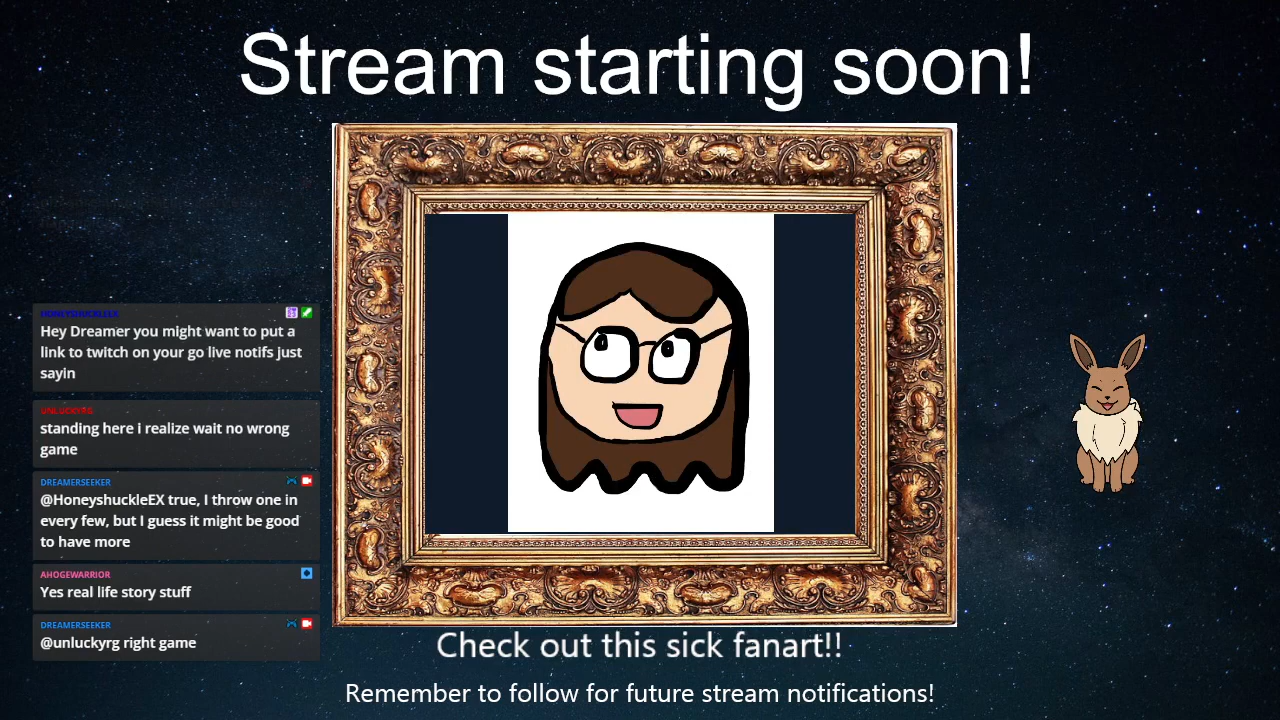 Stream starting soon!
HONEYSHUCKLEEX
Hey Dreamer you might want to put a
link to twitch on your go live notifs just
sayin
UNLUCKYRG
standing here i realize wait no wrong
game
DREAMERSEEKER
@HoneyshuckleEX true, I throw one in
every few, but I guess it might be good
to have more
AHOGEWARRIOR
Yes real life story stuff
DREAMERSEEKER
@unluckyrg right game
Check out this sick fanart!!
Remember to follow for future stream notifications!